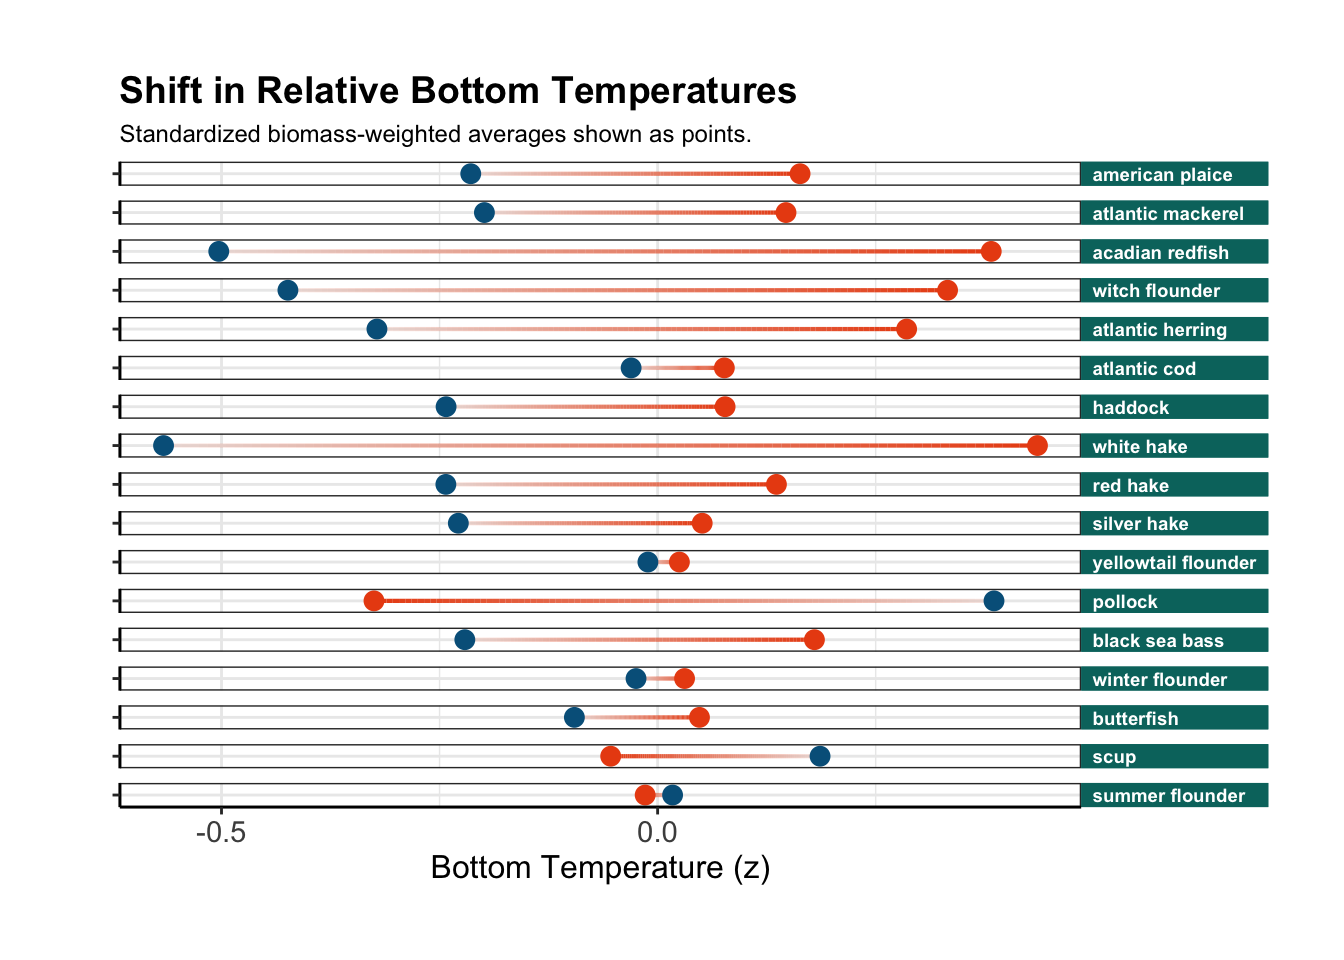 Shift in Relative Bottom Temperatures
Standardized biomass-weighted averages shown as points.
american plaice
atlantic mackerel
acadian redfish
witch flounder
atlantic herring
atlantic cod
haddock
white hake
red hake
silver hake
yellowtail flounder
pollock
black sea bass
winter flounder
butterfish
scup
summer flounder
-0.5 0.0
Bottom Temperature (z)